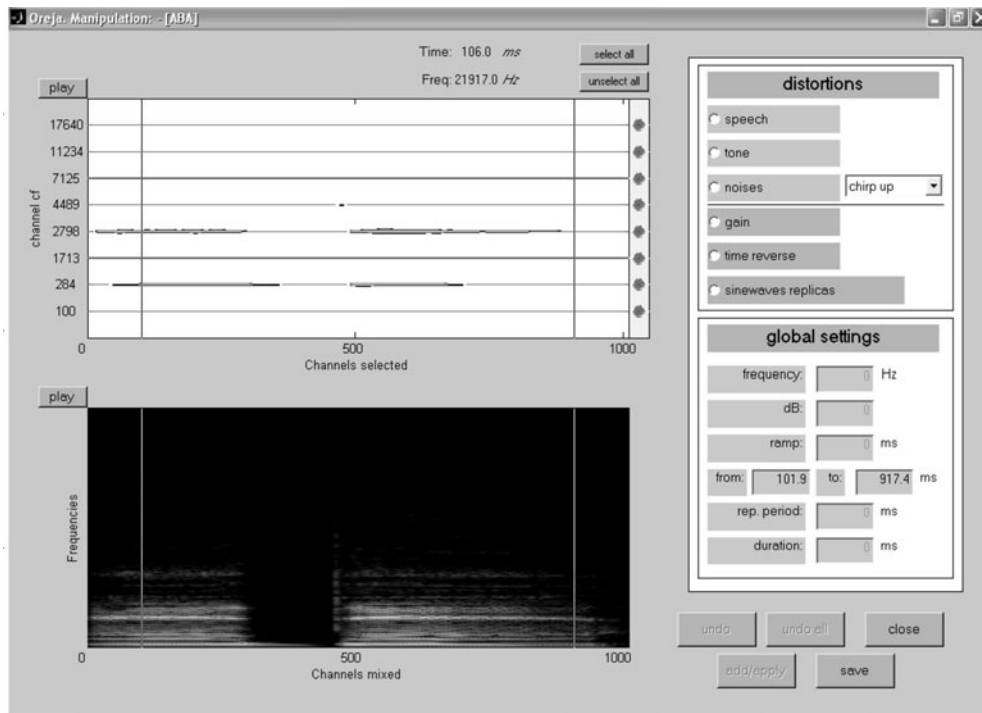 Oreja. Manipulation: - [ABA]
Time: 106.0 ms
select all
Freq: 21917.0 Hz
unselect all
play
17640
11234
7125
4489
2798
1713
284
100
channel cf
0 500 1000
Channels selected
play
Frequencies
0 500 1000
Channels mixed
distortions
speech
tone
noises chirp up
gain
time reverse
sinewaves replicas
global settings
frequency: 0 Hz
dB: 0
ramp: 0 ms
from: 101.9 to: 917.4 ms
rep. period: 0 ms
duration: 0 ms
undo undo all close
add/apply save